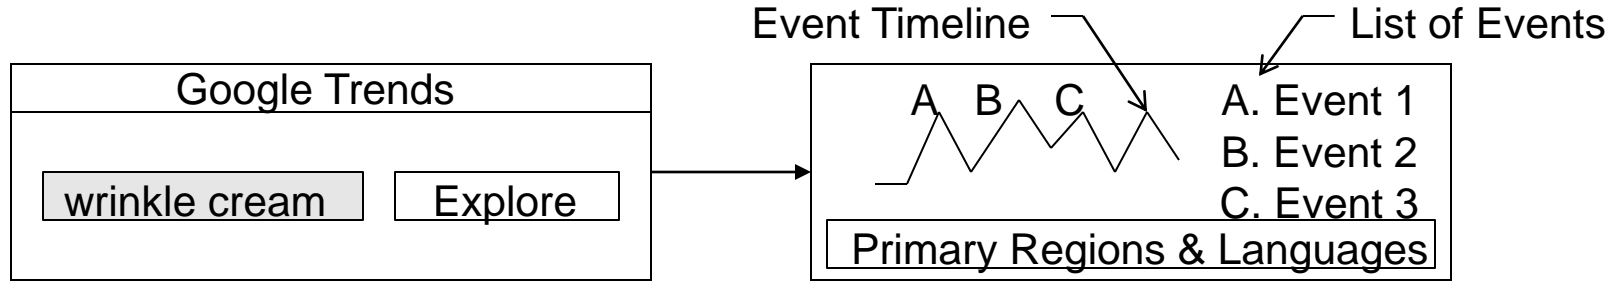 Event Timeline
List of Events
Google Trends
wrinkle cream
Explore
A B C
A. Event 1
B. Event 2
C. Event 3
Primary Regions & Languages